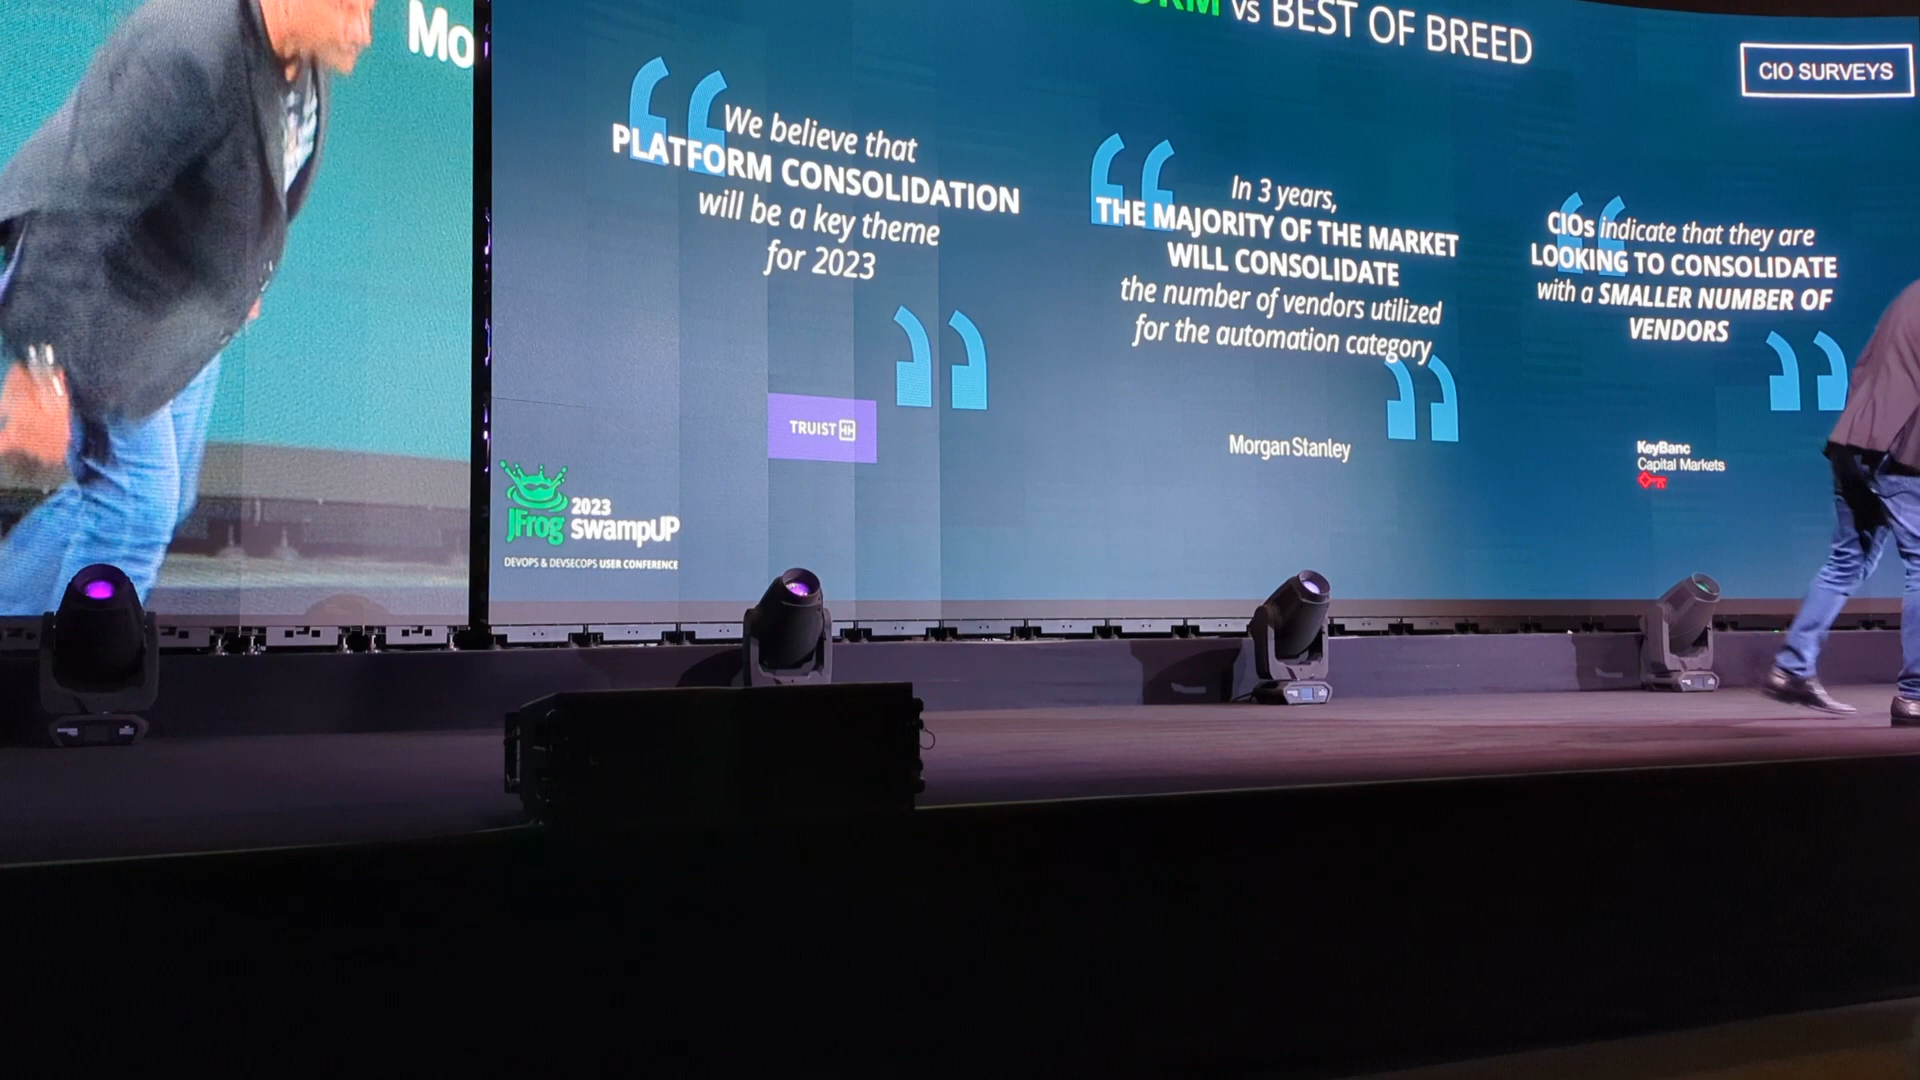 Mo
vs BEST OF BREED
CIO SURVEYS
We believe that
PLATFORM CONSOLIDATION
will be a key theme
for 2023
TRUIST
In 3 years,
THE MAJORITY OF THE MARKET
WILL CONSOLIDATE
the number of vendors utilized
for the automation category
Morgan Stanley
CIOs indicate that they are
LOOKING TO CONSOLIDATE
with a SMALLER NUMBER OF
VENDORS
KeyBanc
Capital Markets
2023
JFrog swampUP
DEVOPS & DEVSECOPS USER CONFERENCE